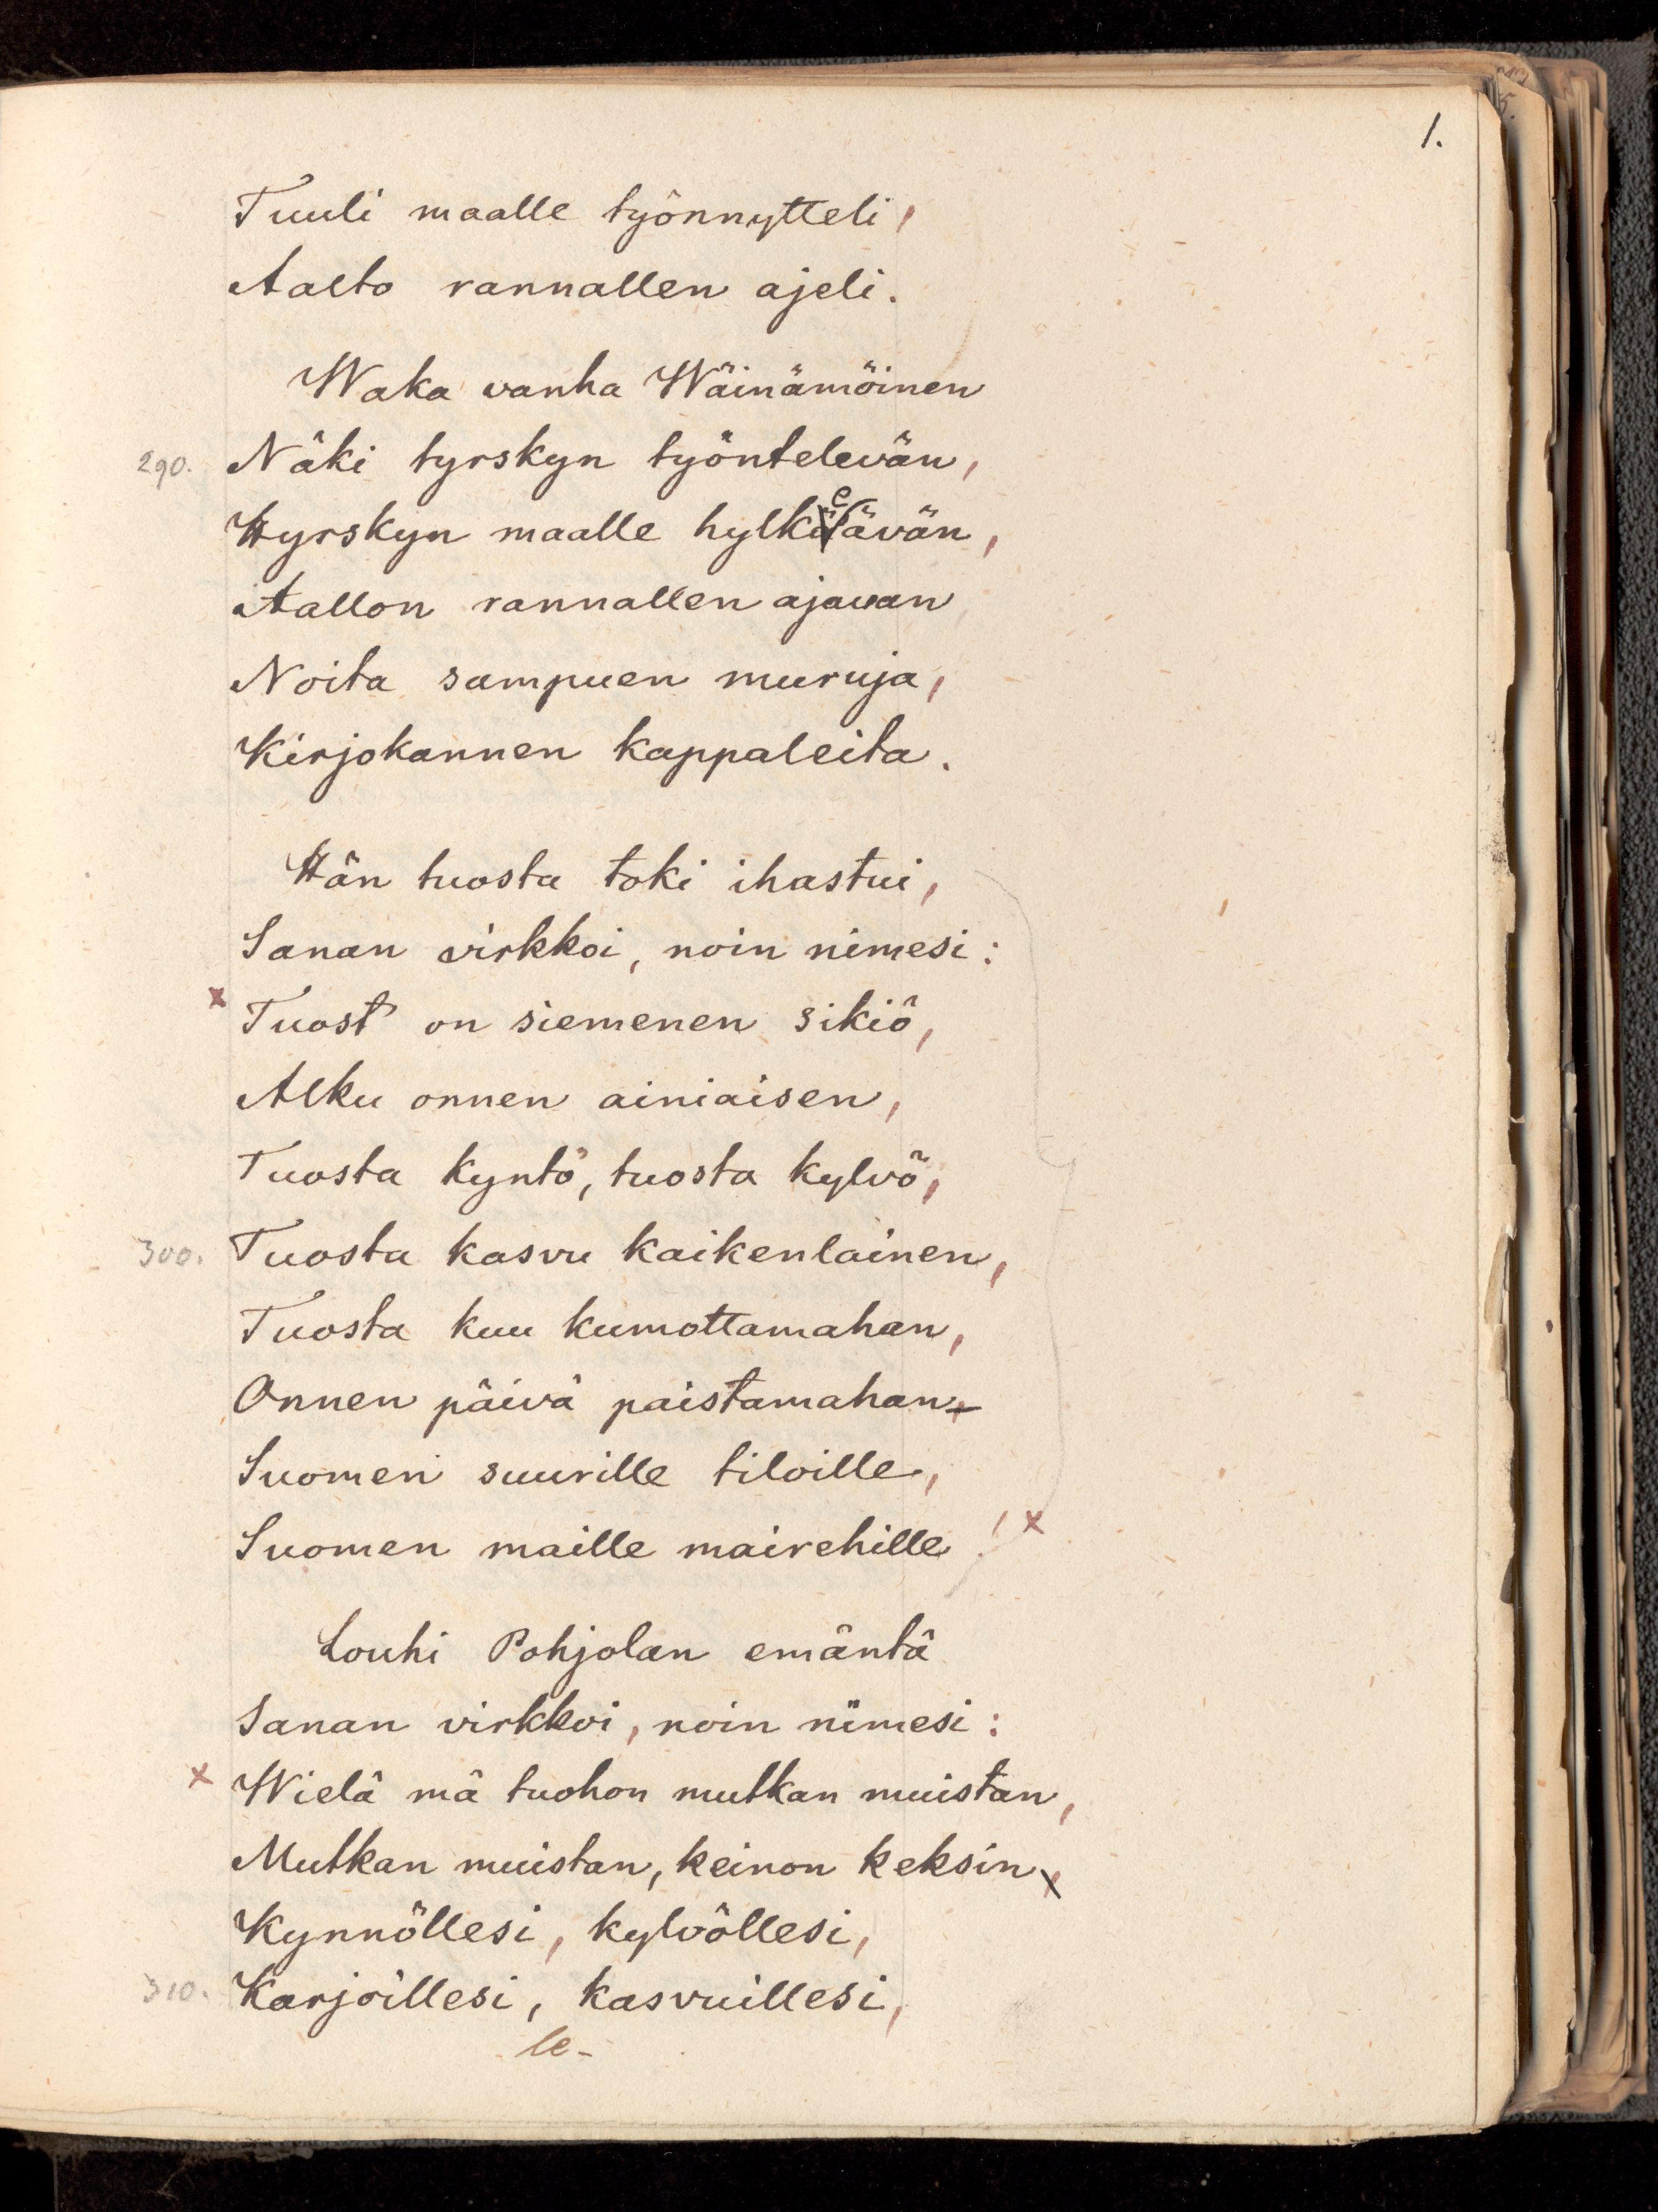 1.
Tuuli maalle työnnytteli,
Aalto rannallen ajeli.
Waka vanha Wäinämöinen
290. Näki tyrskyn työntelevän,
Hyrskyn maalle hylkeävän,
Aallon rannallen ajavan
Noita sampuen muruja,
Kirjokannen kappaleita.
Hän tuosta toki ihastui,
Sanan virkkoi, noin nimesi:
x Tuost' on siemenen sikiö,
Alku onnen ainiaisen,
Tuosta kyntö, tuosta kylvö,
300. Tuosta kasvu kaikenlainen,
Tuosta kuu kumottamahan,
Onnen päivä paistamahan
Suomen suurille tiloille,
Suomen maille mairehille! x
Louhi Pohjolan emäntä
Sanan virkkoi, noin nimesi:
x Wielä mä tuohon mutkan muistan,
Mutkan muistan, keinon keksin
Kynnöllesi, kylvöllesi,
310. Karjoillesi, kasvuillesi,
le-